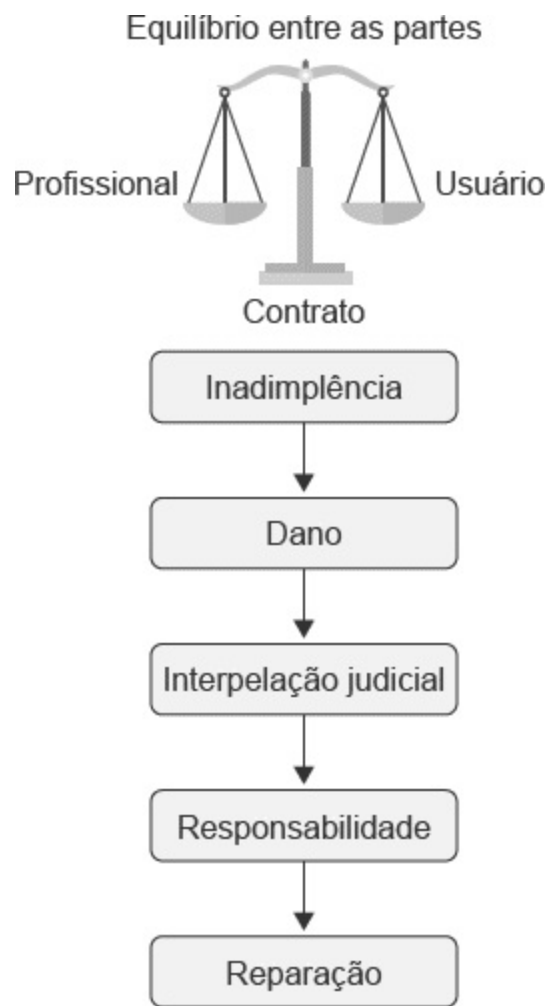 Equilíbrio entre as partes
Profissional
Usuário
Contrato
Inadimplência
Dano
Interpelação judicial
Responsabilidade
Reparação